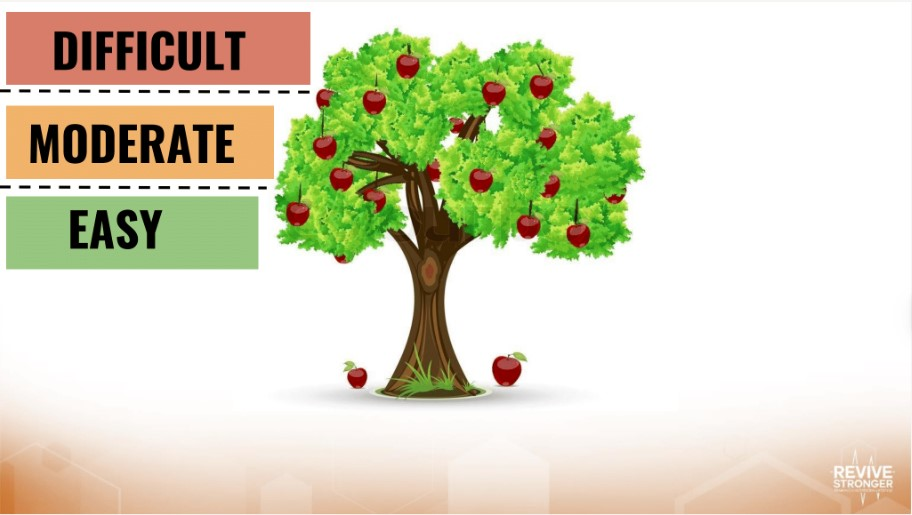 DIFFICULT
MODERATE
EASY
REVIVE
STRONGER